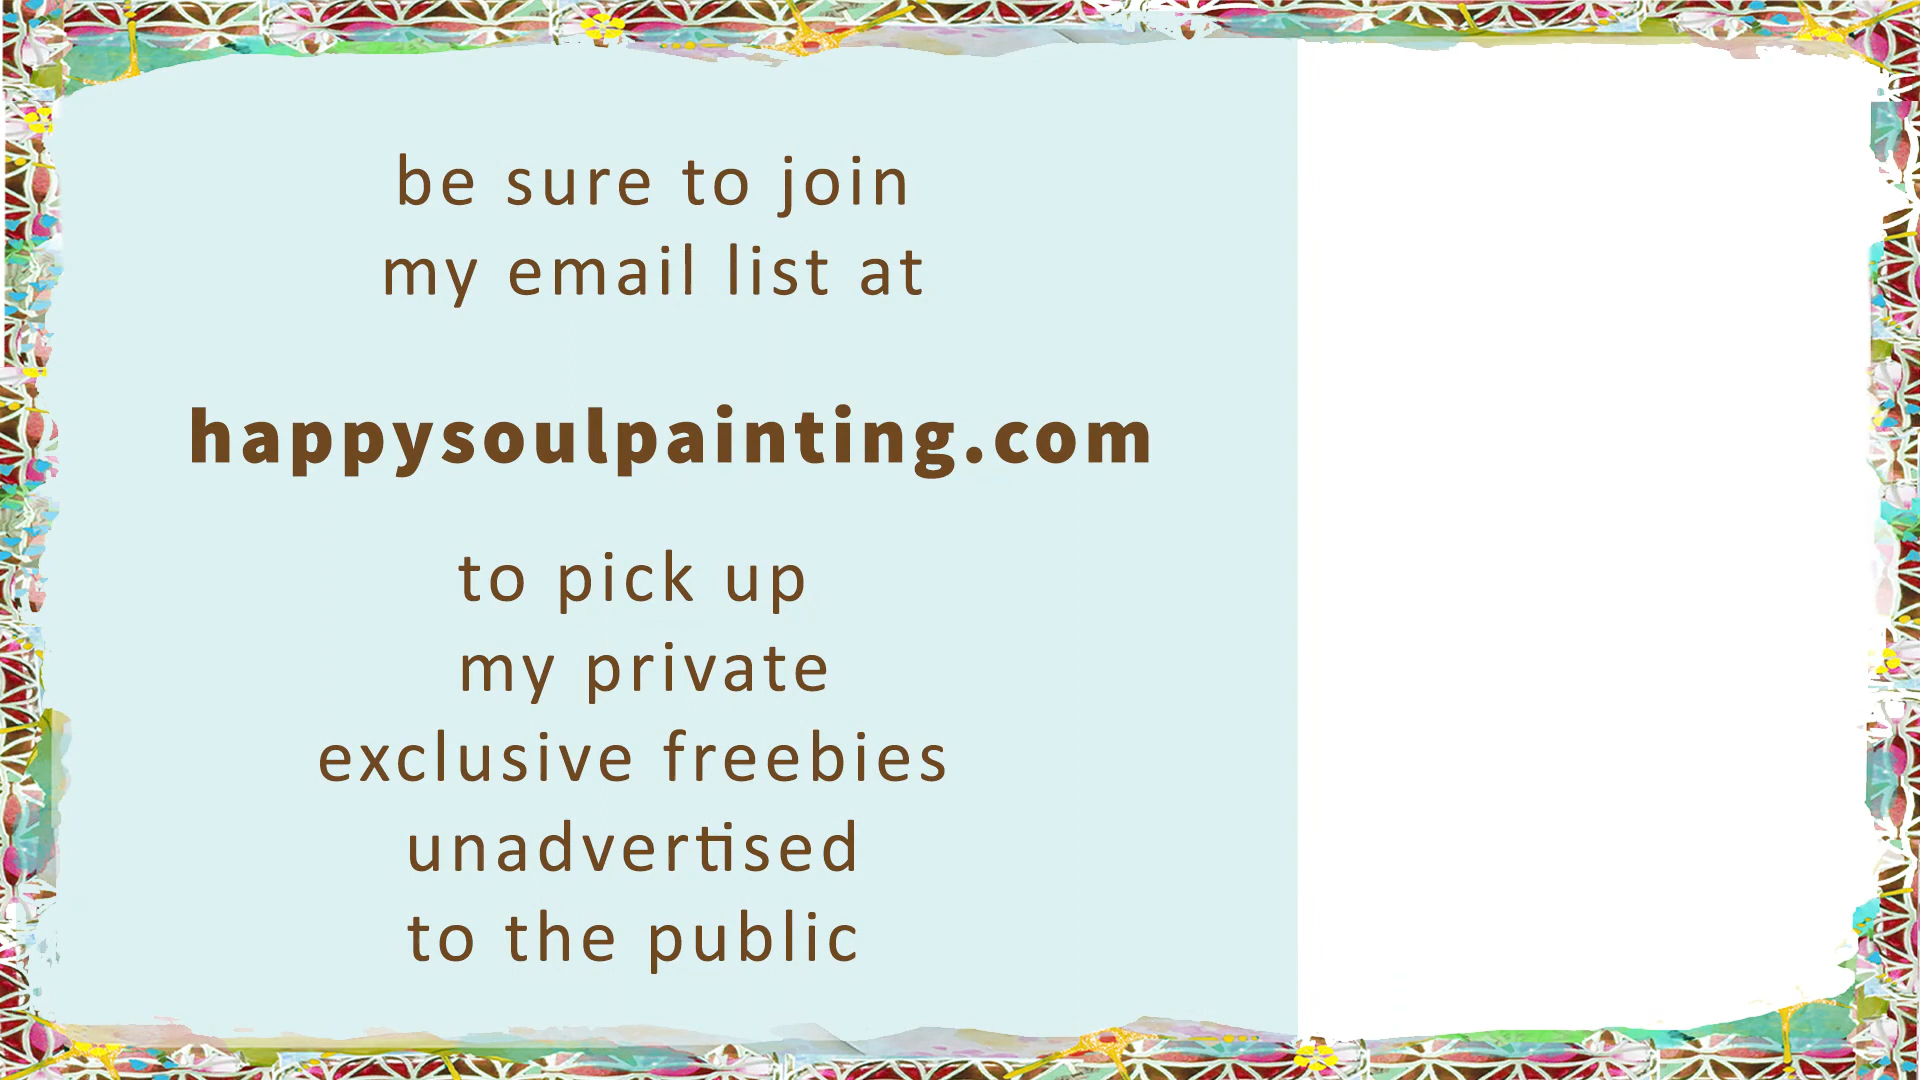 be sure to join
my email list at
happysoulpainting.com
to pick up
my private
exclusive freebies
unadvertised
to the public